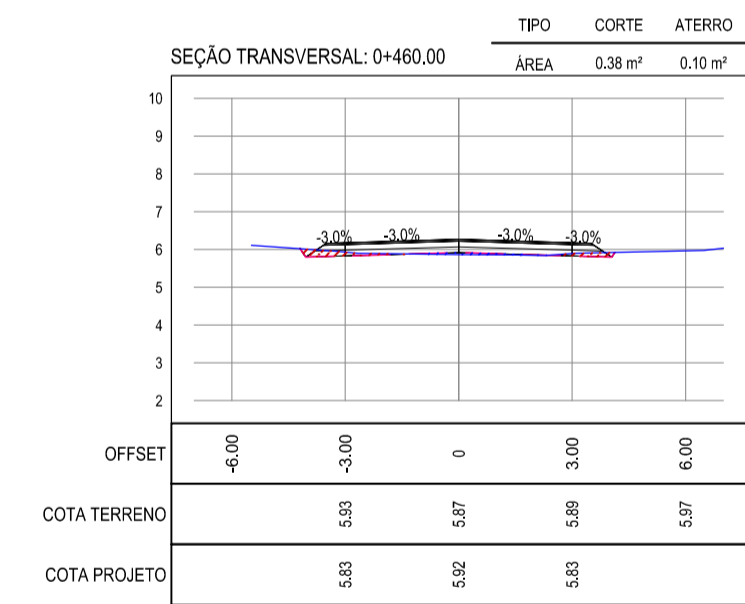 TIPO CORTE ATERRO
SEÇÃO TRANSVERSAL: 0+460.00
ÁREA 0.38 m² 0.10 m²
10
9
8
7
-3.0% -3.0% -3.0% -3.0%
6
5
4
3
2
OFFSET -6.00 -3.00 0 3.00 6.00
COTA TERRENO 5.93 5.87 5.89 5.97
COTA PROJETO 5.83 5.92 5.83